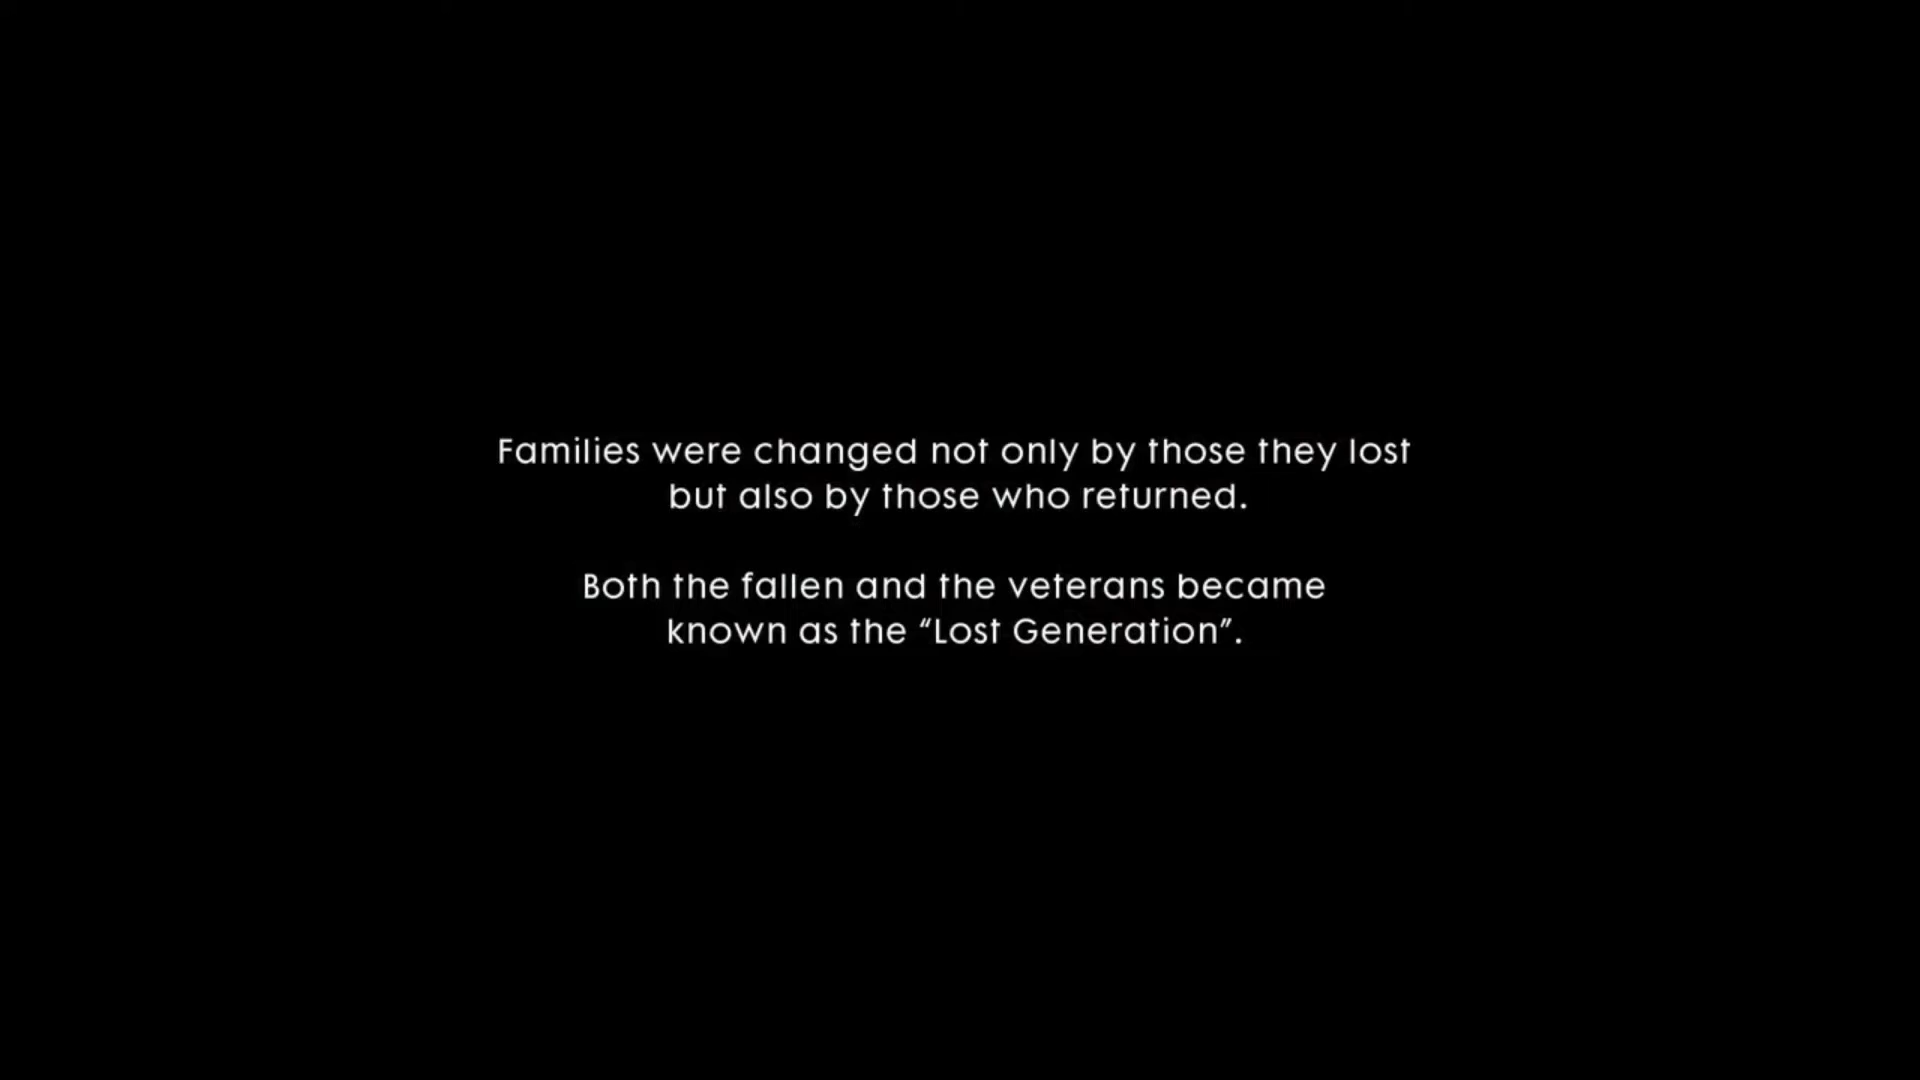 Families were changed not only by those they lost
but also by those who returned.
Both the fallen and the veterans became
known as the “Lost Generation”.